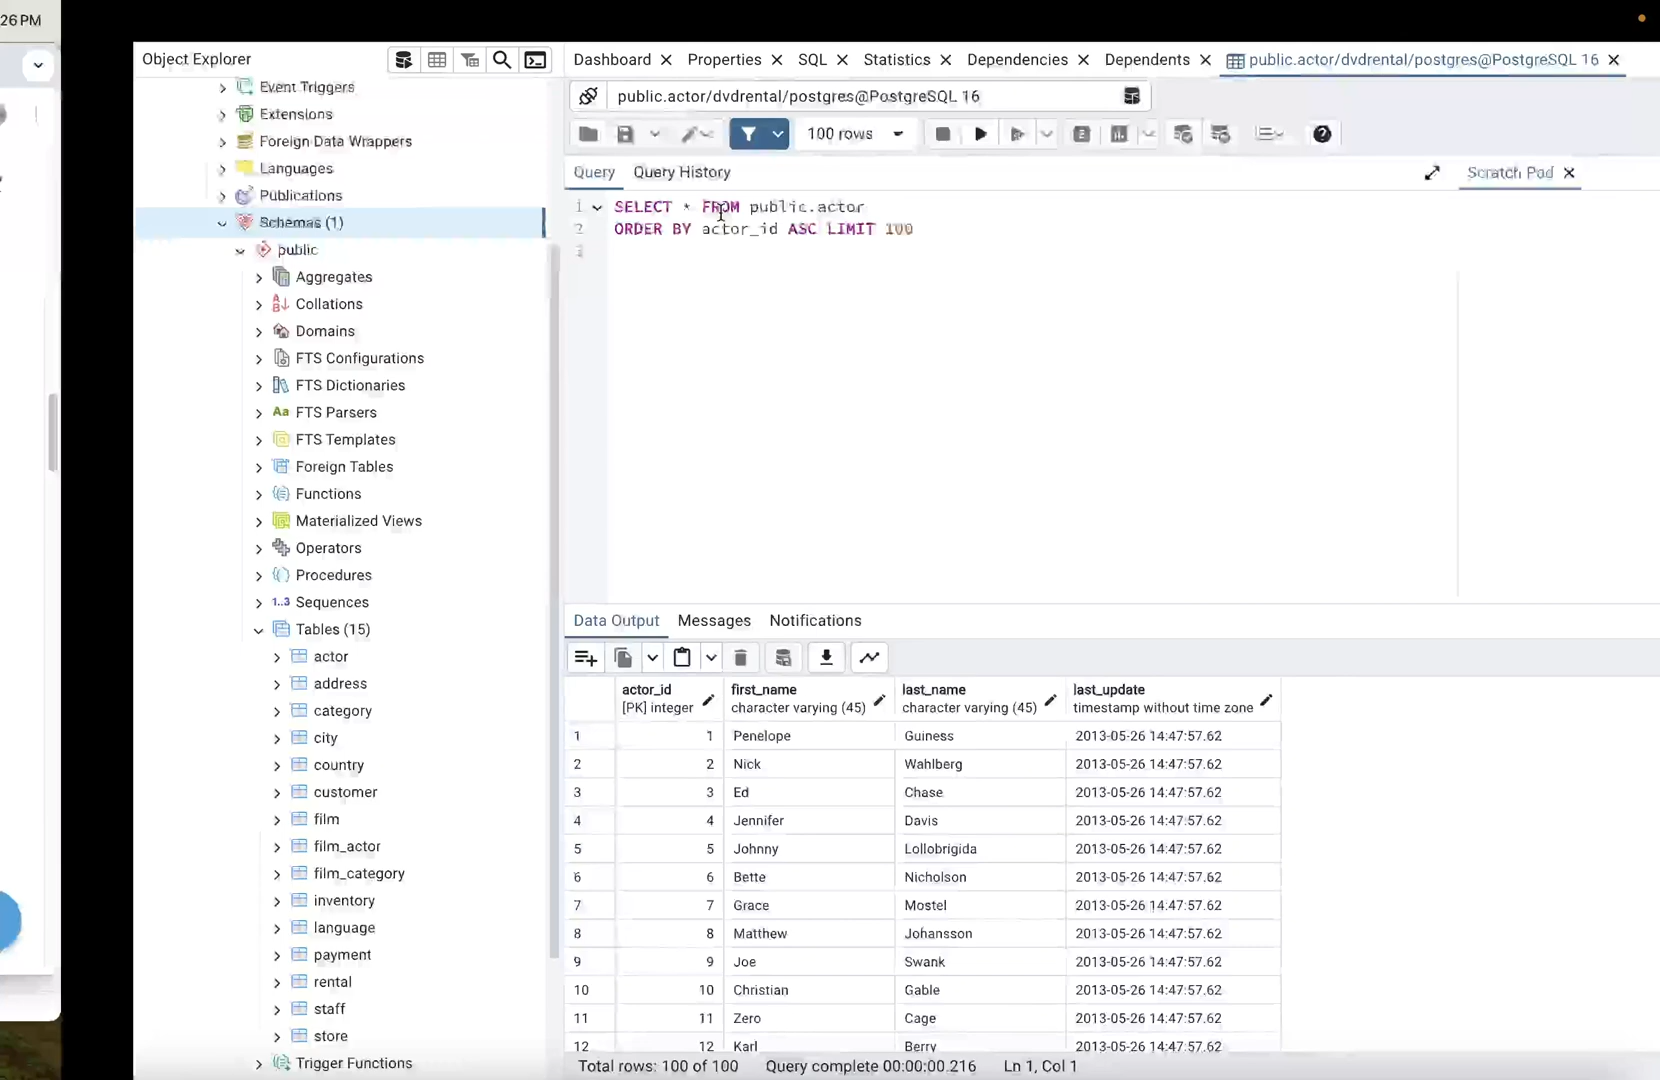 26 PM
Object Explorer
Event Triggers
Extensions
Foreign Data Wrappers
Languages
Publications
Schemas (1)
public
Aggregates
Collations
Domains
FTS Configurations
FTS Dictionaries
Aa FTS Parsers
FTS Templates
Foreign Tables
Functions
Materialized Views
Operators
Procedures
1..3 Sequences
Tables (15)
actor
address
category
city
country
customer
film
film_actor
film_category
inventory
language
payment
rental
staff
store
Trigger Functions
Dashboard Properties SQL Statistics Dependencies Dependents public.actor/dvdrental/postgres@PostgreSQL 16
public.actor/dvdrental/postgres@PostgreSQL 16
100 rows
Query Query History Scratch Pad
1 SELECT * FROM public.actor
2 ORDER BY actor_id ASC LIMIT 100
3
Data Output Messages Notifications
actor_id first_name last_name last_update
[PK] integer character varying (45) character varying (45) timestamp without time zone
1 1 Penelope Guiness 2013-05-26 14:47:57.62
2 2 Nick Wahlberg 2013-05-26 14:47:57.62
3 3 Ed Chase 2013-05-26 14:47:57.62
4 4 Jennifer Davis 2013-05-26 14:47:57.62
5 5 Johnny Lollobrigida 2013-05-26 14:47:57.62
6 6 Bette Nicholson 2013-05-26 14:47:57.62
7 7 Grace Mostel 2013-05-26 14:47:57.62
8 8 Matthew Johansson 2013-05-26 14:47:57.62
9 9 Joe Swank 2013-05-26 14:47:57.62
10 10 Christian Gable 2013-05-26 14:47:57.62
11 11 Zero Cage 2013-05-26 14:47:57.62
12 12 Karl Berry 2013-05-26 14:47:57.62
Total rows: 100 of 100 Query complete 00:00:00.216 Ln 1, Col 1